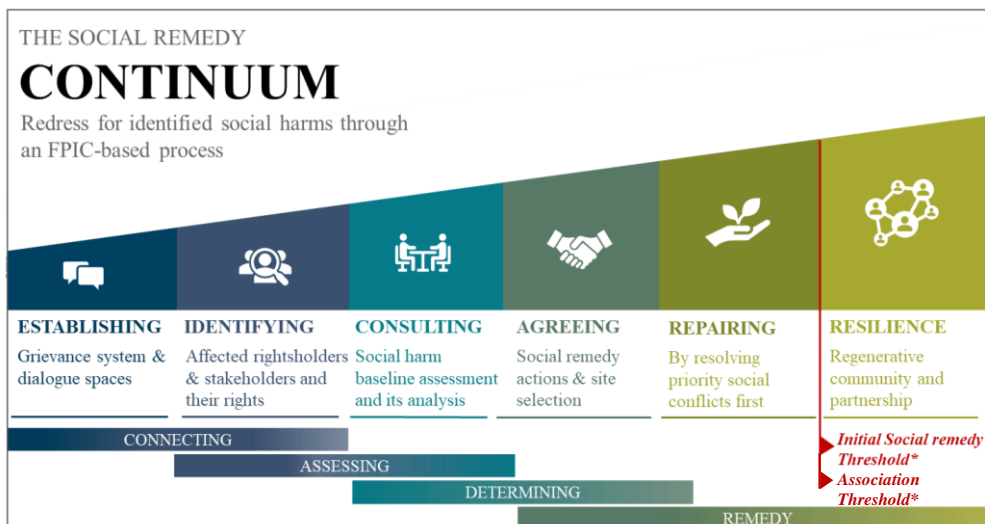 THE SOCIAL REMEDY
CONTINUUM
Redress for identified social harms through
an FPIC-based process
ESTABLISHING
Grievance system &
dialogue spaces
IDENTIFYING
Affected rightsholders
& stakeholders and
their rights
CONSULTING
Social harm
baseline assessment
and its analysis
AGREEING
Social remedy
actions & site
selection
REPAIRING
By resolving
priority social
conflicts first
RESILIENCE
Regenerative
community and
partnership
CONNECTING
ASSESSING
DETERMINING
REMEDY
Initial Social remedy
Threshold*
Association
Threshold*